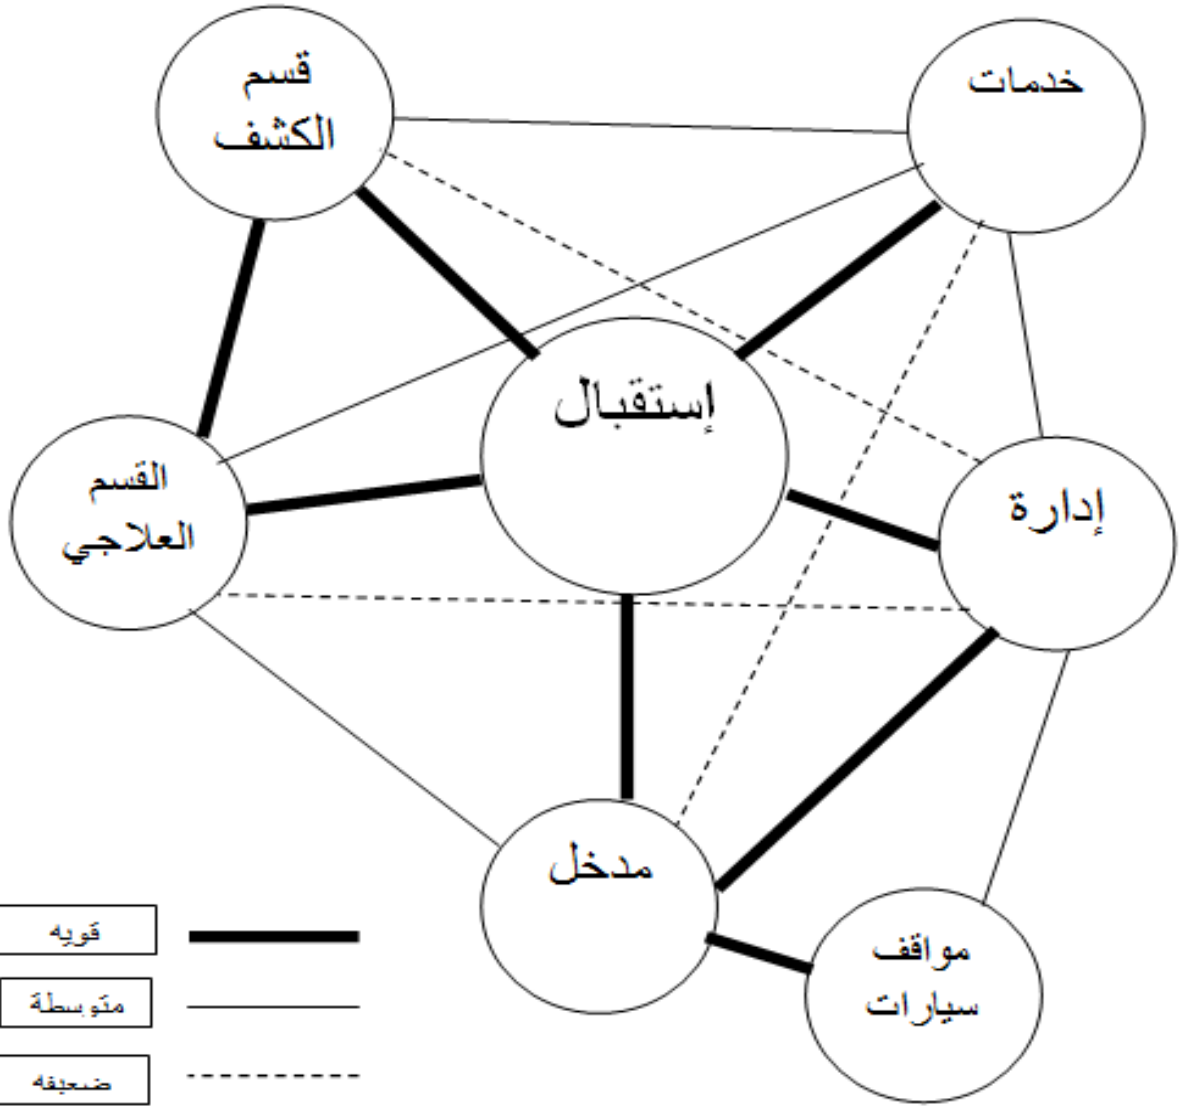 قسم
الكشف
خدمات
إستقبال
القسم
العلاجي
إدارة
مدخل
مواقف
سيارات
قويه
متوسطة
ضعيفه